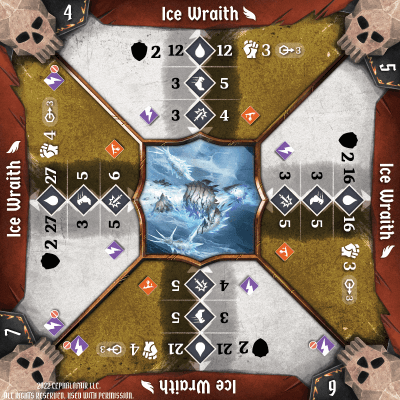 4
Ice Wraith
2 12 12 3 3
3 5
3 4
5
Ice Wraith
2 16 16 3 3
3 5
3 5
6
Ice Wraith
2 21 21 4 3
3 5
4 5
7
Ice Wraith
2 27 27 4 3
3 5
5 6
2022 CEPHALOFAIR LLC.
ALL RIGHTS RESERVED. USED WITH PERMISSION.